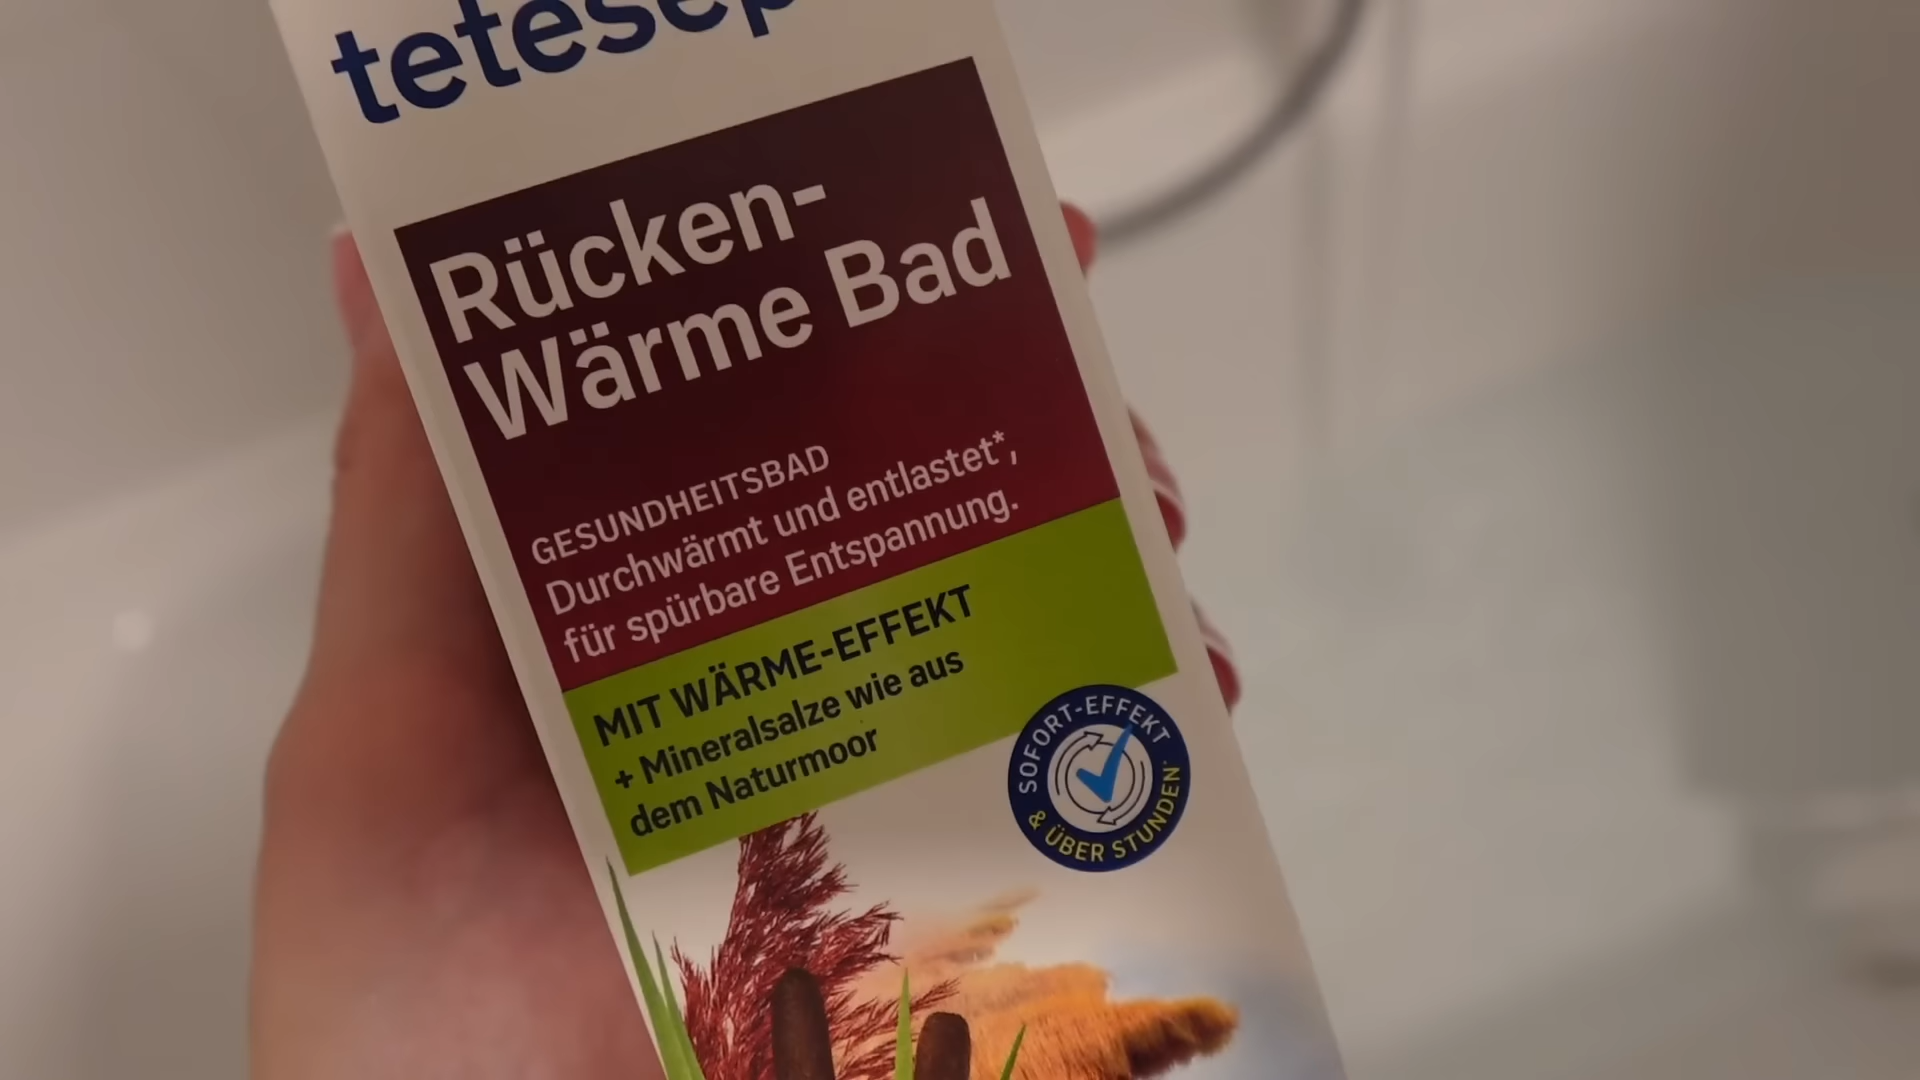 tetesept
Rücken-
Wärme Bad
GESUNDHEITSBAD
Durchwärmt und entlastet*,
für spürbare Entspannung.
MIT WÄRME-EFFEKT
+ Mineralsalze wie aus
dem Naturmoor
SOFORT-EFFEKT
& ÜBER STUNDEN*